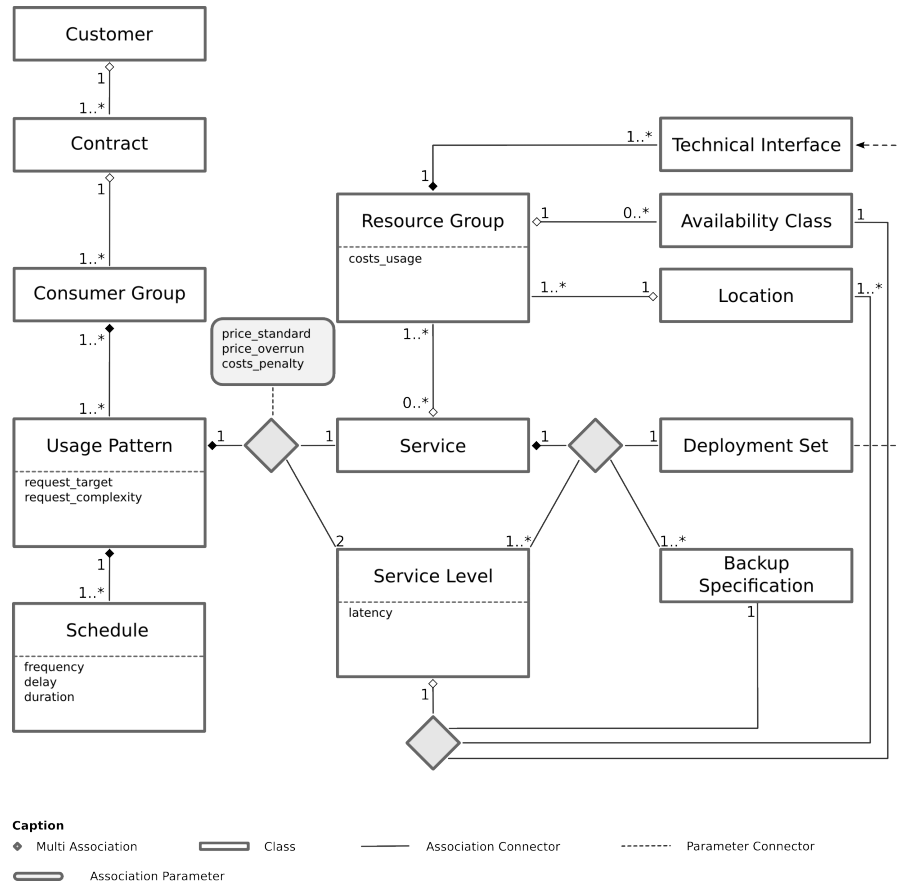 Customer
1
1..*
Contract
1
1..*
Consumer Group
1..*
1..*
Usage Pattern
request_target
request_complexity
1
1..*
Schedule
frequency
delay
duration
price_standard
price_overrun
costs_penalty
1
1
2
1..*
1
Technical Interface
Resource Group
costs_usage
1
0..*
Availability Class
1
1..*
1
Location
1..*
1..*
0..*
Service
1
1
Deployment Set
1..*
1..*
Service Level
latency
1
Backup
Specification
1
Caption
Multi Association
Class
Association Connector
Parameter Connector
Association Parameter